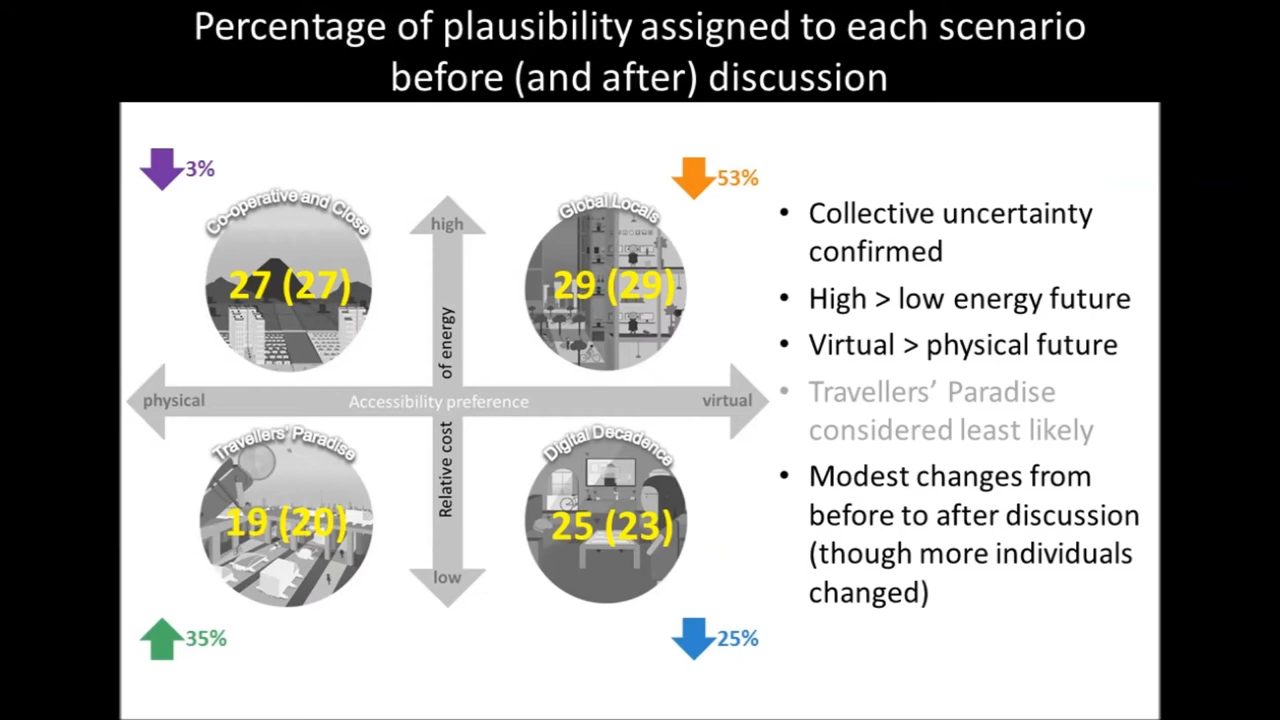 Percentage of plausibility assigned to each scenario
before (and after) discussion
3%
53%
Co-operative and Close
27 (27)
Global Locals
29 (29)
high
of energy
physical
Accessibility preference
virtual
Relative cost
low
Travellers' Paradise
19 (20)
Digital Decadence
25 (23)
35%
25%
• Collective uncertainty
confirmed
• High > low energy future
• Virtual > physical future
• Travellers' Paradise
considered least likely
• Modest changes from
before to after discussion
(though more individuals
changed)